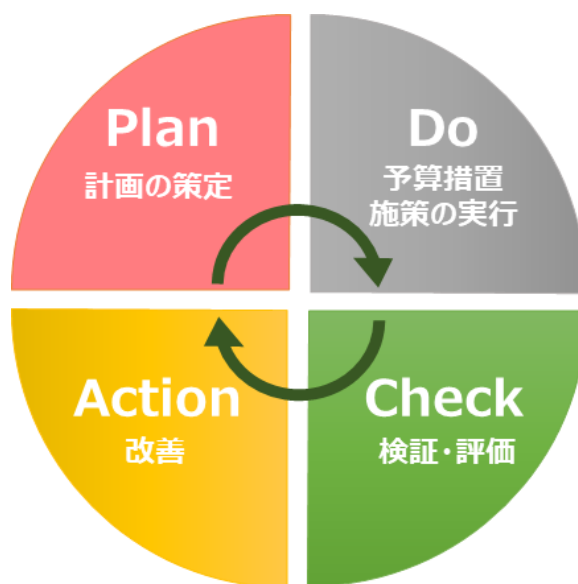 Plan
計画の策定
Do
予算措置
施策の実行
Action
改善
Check
検証・評価